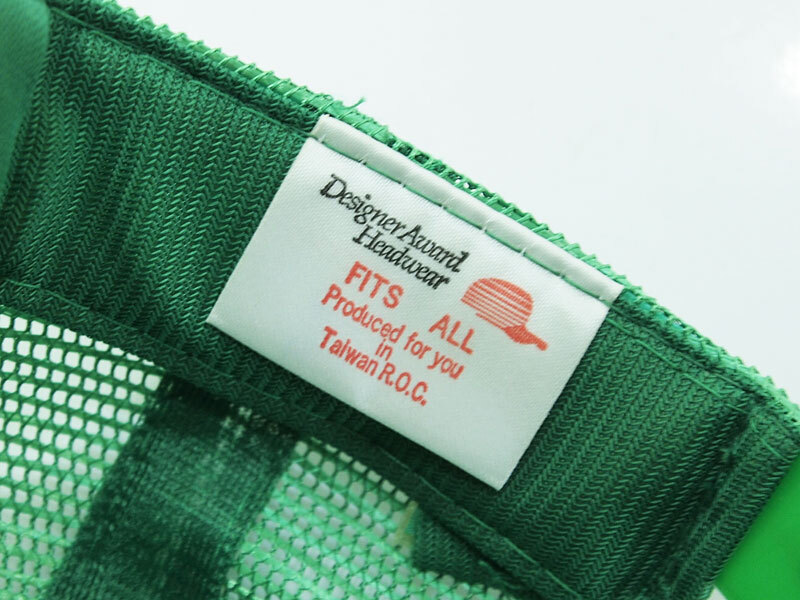 Designer Award
Headwear
FITS ALL
Produced for you
in
Taiwan R.O.C.